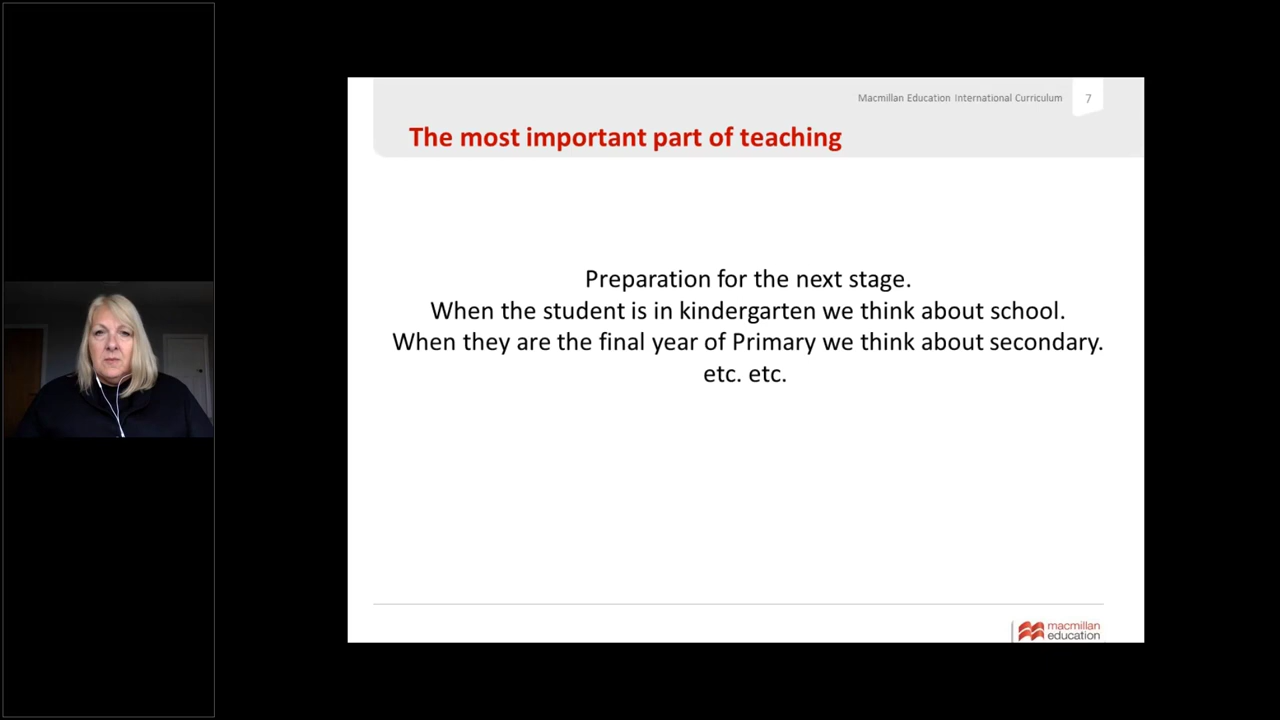 Macmillan Education International Curriculum
7
The most important part of teaching
Preparation for the next stage.
When the student is in kindergarten we think about school.
When they are the final year of Primary we think about secondary.
etc. etc.
macmillan
education